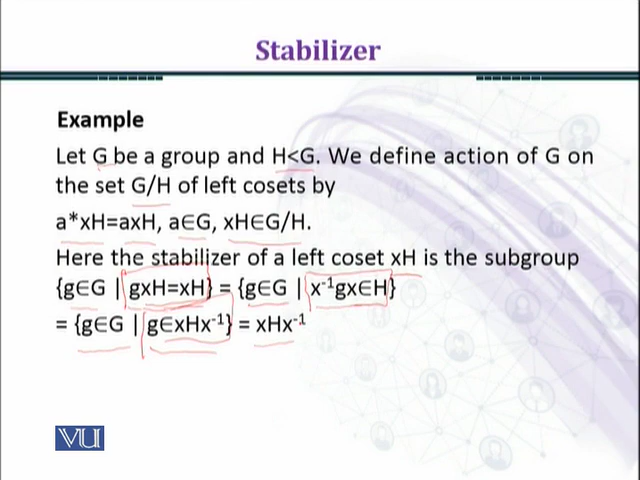 Stabilizer
Example
Let G be a group and H<G. We define action of G on
the set G/H of left cosets by
a*xH=axH, a∈G, xH∈G/H.
Here the stabilizer of a left coset xH is the subgroup
{g∈G | gxH=xH} = {g∈G | x⁻¹gx∈H}
= {g∈G | g∈xHx⁻¹} = xHx⁻¹
VU